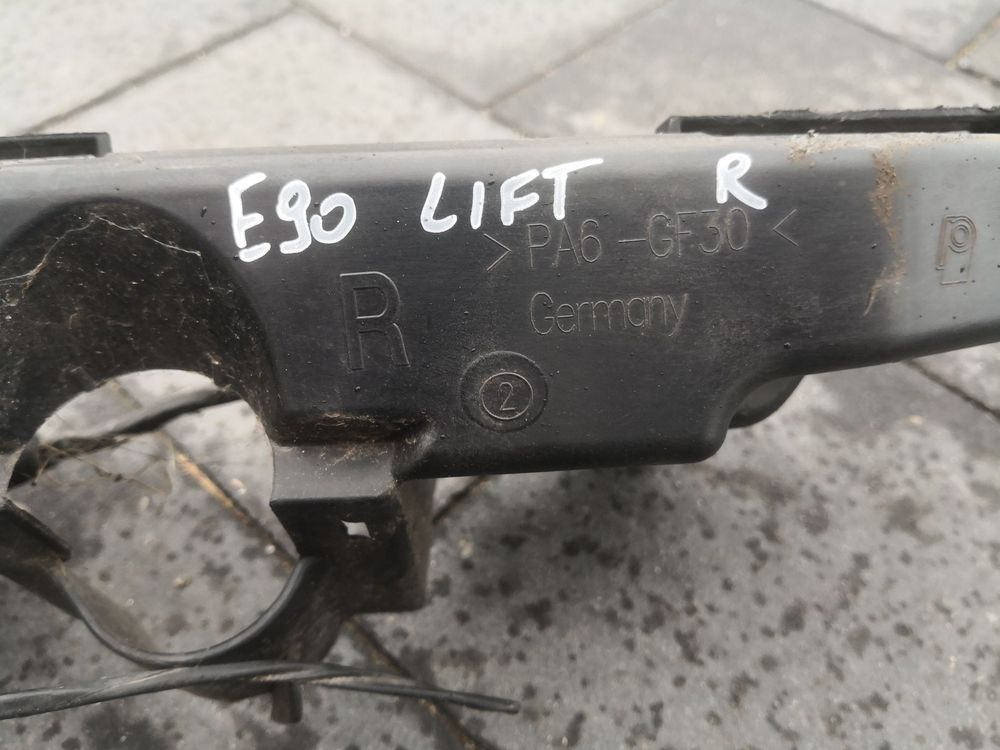 E90 LIFT R
>PA6-GF30<
R
Germany
2